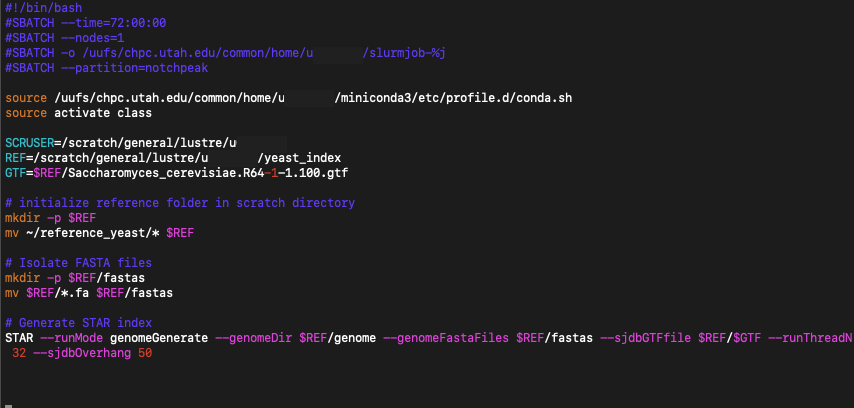 #!/bin/bash
#SBATCH --time=72:00:00
#SBATCH --nodes=1
#SBATCH -o /uufs/chpc.utah.edu/common/home/u /slurmjob-%j
#SBATCH --partition=notchpeak
source /uufs/chpc.utah.edu/common/home/u /miniconda3/etc/profile.d/conda.sh
source activate class
SCRUSER=/scratch/general/lustre/u
REF=/scratch/general/lustre/u /yeast_index
GTF=$REF/Saccharomyces_cerevisiae.R64-1-1.100.gtf
# initialize reference folder in scratch directory
mkdir -p $REF
mv ~/reference_yeast/* $REF
# Isolate FASTA files
mkdir -p $REF/fastas
mv $REF/*.fa $REF/fastas
# Generate STAR index
STAR --runMode genomeGenerate --genomeDir $REF/genome --genomeFastaFiles $REF/fastas --sjdbGTFfile $REF/$GTF --runThreadN
32 --sjdbOverhang 50